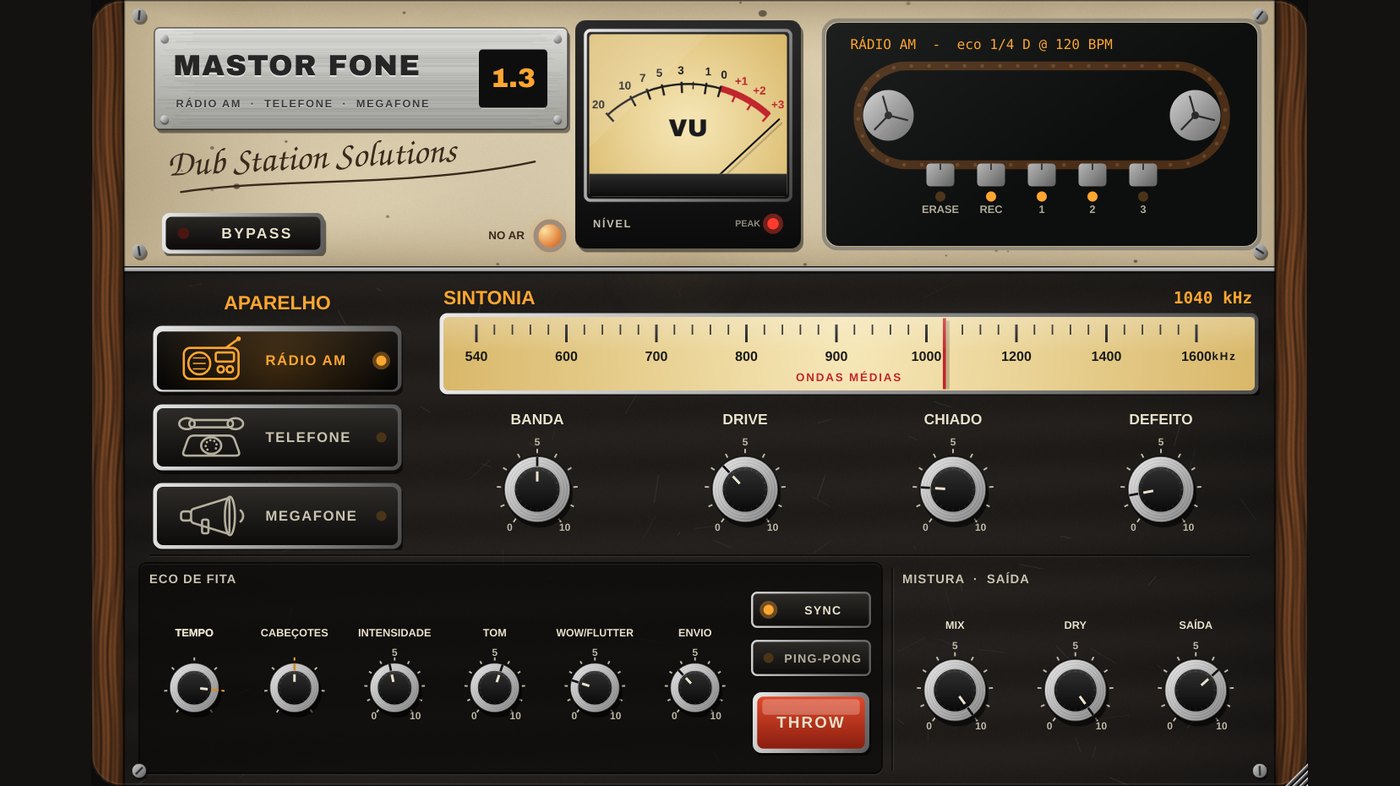 MASTOR FONE
1.3
RÁDIO AM · TELEFONE · MEGAFONE
Dub Station Solutions
BYPASS
NO AR
20 10 7 5 3 1 0 +1 +2 +3
VU
NÍVEL
PEAK
RÁDIO AM - eco 1/4 D @ 120 BPM
ERASE REC 1 2 3
APARELHO
RÁDIO AM
TELEFONE
MEGAFONE
SINTONIA
1040 kHz
540 600 700 800 900 1000 1200 1400 1600kHz
ONDAS MÉDIAS
BANDA DRIVE CHIADO DEFEITO
5 5 5 5
0 10 0 10 0 10 0 10
ECO DE FITA
TEMPO CABEÇOTES INTENSIDADE TOM WOW/FLUTTER ENVIO
5 5 5 5
0 10 0 10 0 10 0 10
SYNC
PING-PONG
THROW
MISTURA · SAÍDA
MIX DRY SAÍDA
5 5 5
0 10 0 10 0 10